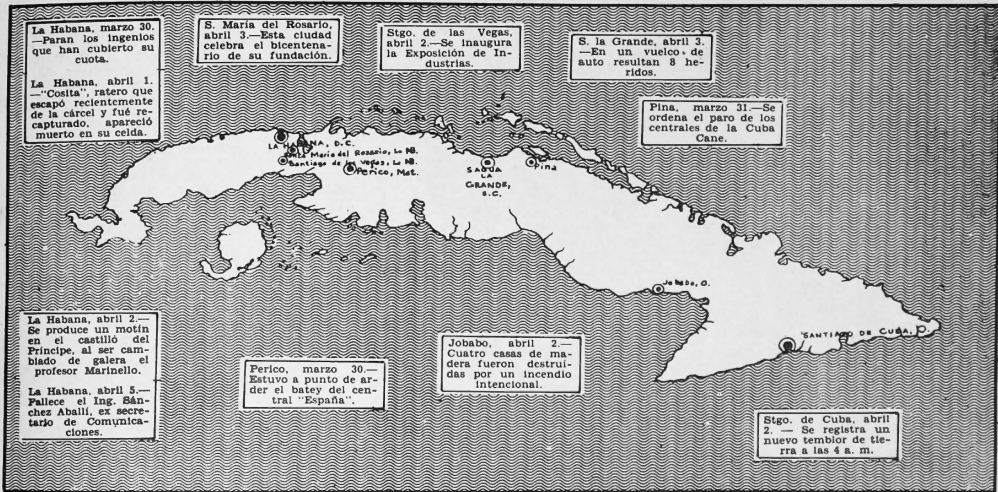 La Habana, marzo 30.
—Paran los ingenios
que han cubierto su
cuota.
La Habana, abril 1.
—"Cosita", ratero que
escapó recientemente
de la cárcel y fué re-
capturado, apareció
muerto en su celda.
S. María del Rosario,
abril 3.—Esta ciudad
celebra el bicentena-
rio de su fundación.
Stgo. de las Vegas,
abril 2.—Se inaugura
la Exposición de In-
dustrias.
S. la Grande, abril 3.
—En un vuelco de
auto resultan 8 he-
ridos.
Pina, marzo 31.—Se
ordena el paro de los
centrales de la Cuba
Cane.
LA HABANA, D.C.
Santa María del Rosario, La HB.
Santiago de las Vegas, La HB.
Perico, Mat.
SAGUA
LA
GRANDE,
S.C.
Pina
Jobabo, O.
SANTIAGO DE CUBA, O.
La Habana, abril 2.—
Se produce un motín
en el castilló del
Príncipe, al ser cam-
biado de galera el
profesor Marinello.
La Habana, abril 5.—
Fallece el Ing. Sán-
chez Aballí, ex secre-
tario de Comunica-
ciones.
Perico, marzo 30.—
Estuvo a punto de ar-
der el batey del cen-
tral "España".
Jobabo, abril 2.—
Cuatro casas de ma-
dera fueron destruí-
das por un incendio
intencional.
Stgo. de Cuba, abril
2. — Se registra un
nuevo temblor de tie-
rra a las 4 a. m.